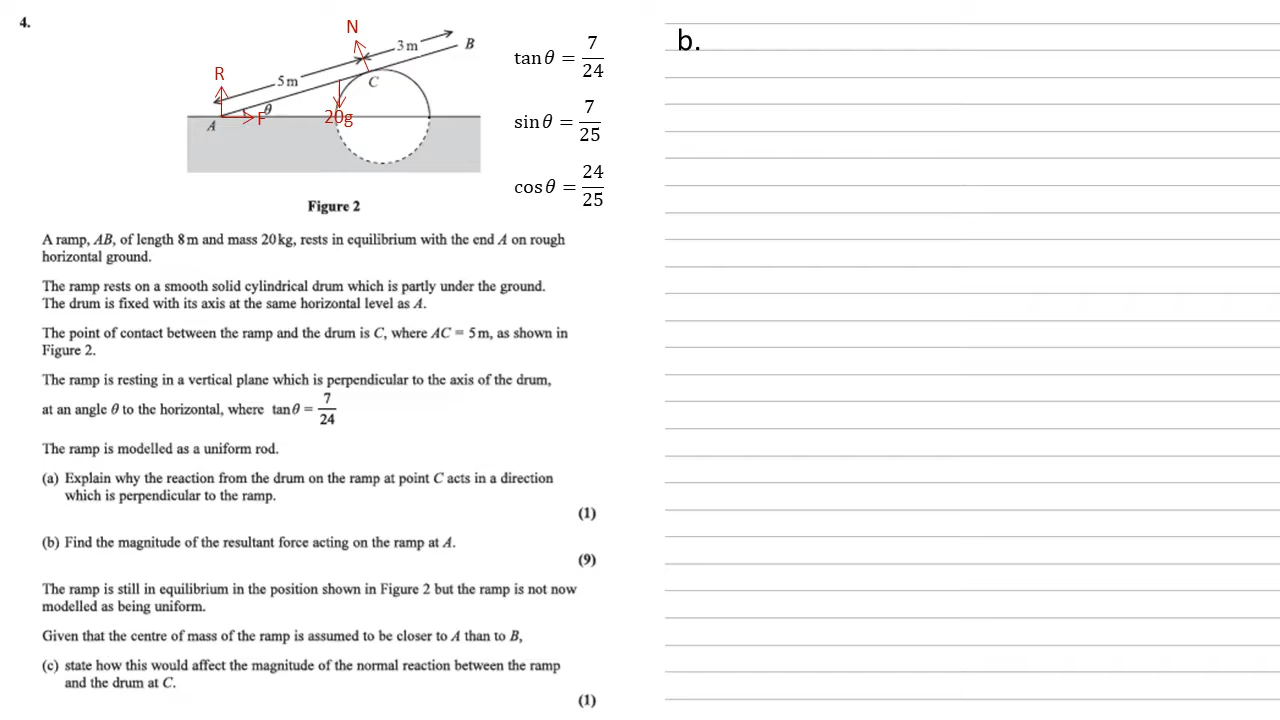 4.
N
3 m
B
R
5 m
C
θ
F
A
20g
tanθ = 7/24
sinθ = 7/25
cosθ = 24/25
Figure 2
A ramp, AB, of length 8 m and mass 20 kg, rests in equilibrium with the end A on rough
horizontal ground.
The ramp rests on a smooth solid cylindrical drum which is partly under the ground.
The drum is fixed with its axis at the same horizontal level as A.
The point of contact between the ramp and the drum is C, where AC = 5 m, as shown in
Figure 2.
The ramp is resting in a vertical plane which is perpendicular to the axis of the drum,
at an angle θ to the horizontal, where tanθ = 7/24
The ramp is modelled as a uniform rod.
(a) Explain why the reaction from the drum on the ramp at point C acts in a direction
which is perpendicular to the ramp.
(1)
(b) Find the magnitude of the resultant force acting on the ramp at A.
(9)
The ramp is still in equilibrium in the position shown in Figure 2 but the ramp is not now
modelled as being uniform.
Given that the centre of mass of the ramp is assumed to be closer to A than to B,
(c) state how this would affect the magnitude of the normal reaction between the ramp
and the drum at C.
(1)
b.